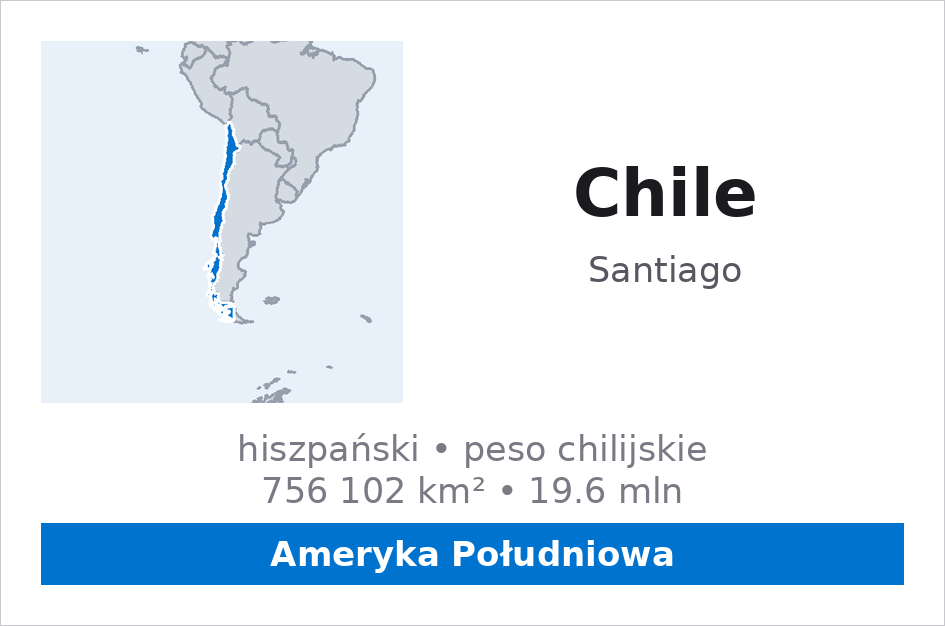 Chile
Santiago
hiszpański • peso chilijskie
756 102 km² • 19.6 mln
Ameryka Południowa